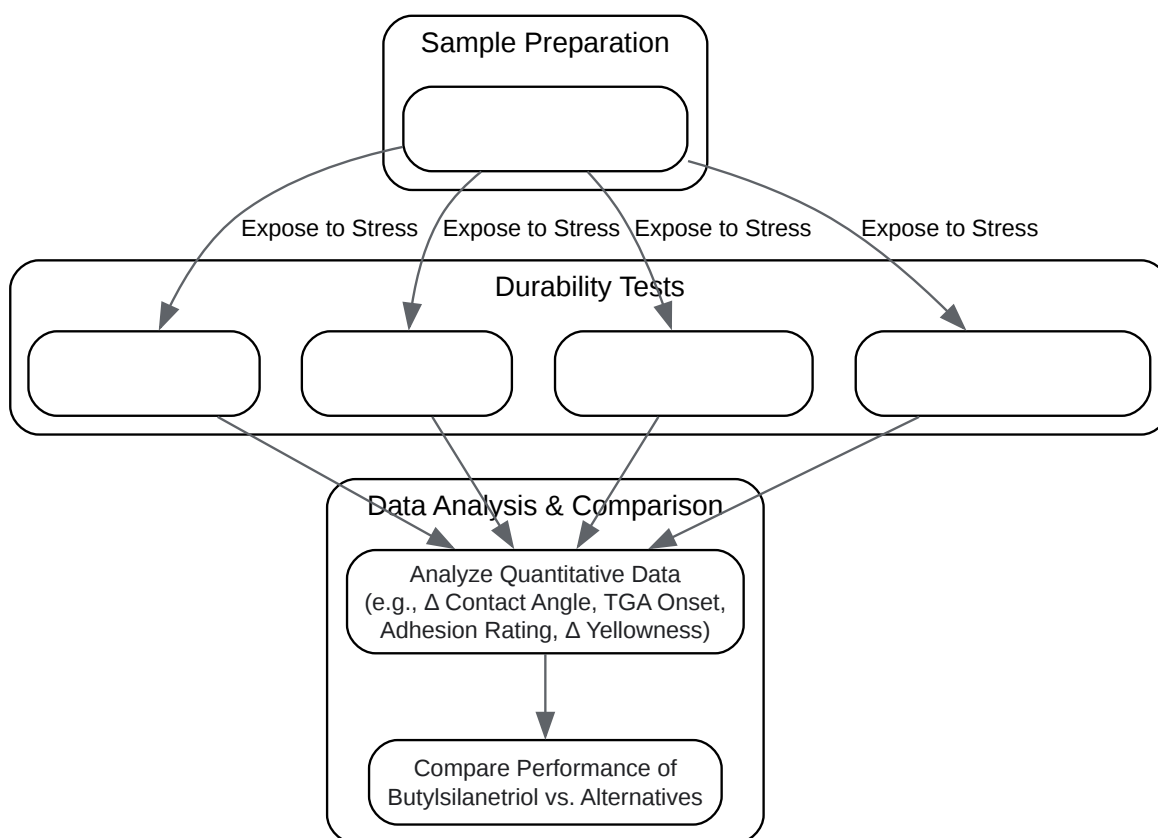 Sample Preparation
Expose to Stress
Expose to Stress
Expose to Stress
Expose to Stress
Durability Tests
Data Analysis & Comparison
Analyze Quantitative Data
(e.g., Δ Contact Angle, TGA Onset,
Adhesion Rating, Δ Yellowness)
Compare Performance of
Butylsilanetriol vs. Alternatives